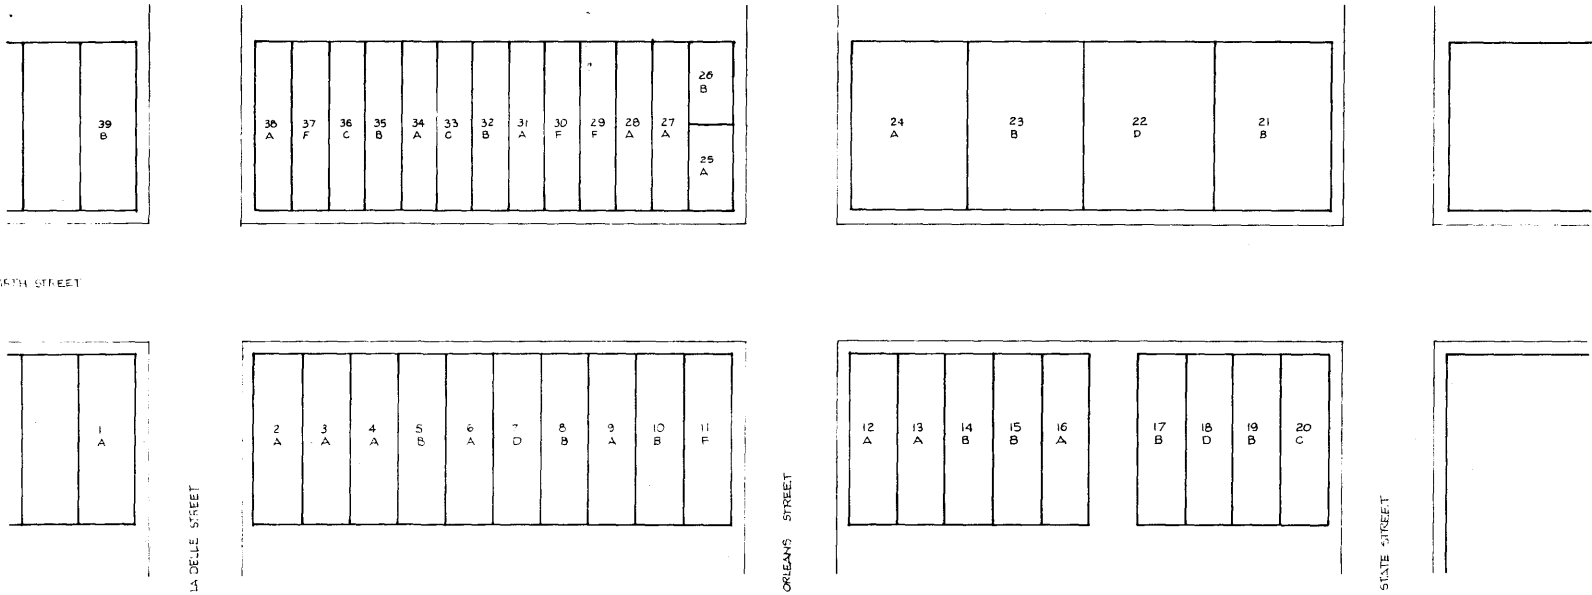 39
B
38
A
37
F
36
C
35
B
34
A
33
C
32
B
31
A
30
F
29
F
28
A
27
A
26
B
25
A
24
A
23
B
22
D
21
B
STREET
1
A
2
A
3
A
4
A
5
B
6
A
7
D
8
B
9
A
10
B
11
F
12
A
13
A
14
B
15
B
16
A
17
B
18
D
19
B
20
C
LA DELLE STREET
ORLEANS STREET
STATE STREET